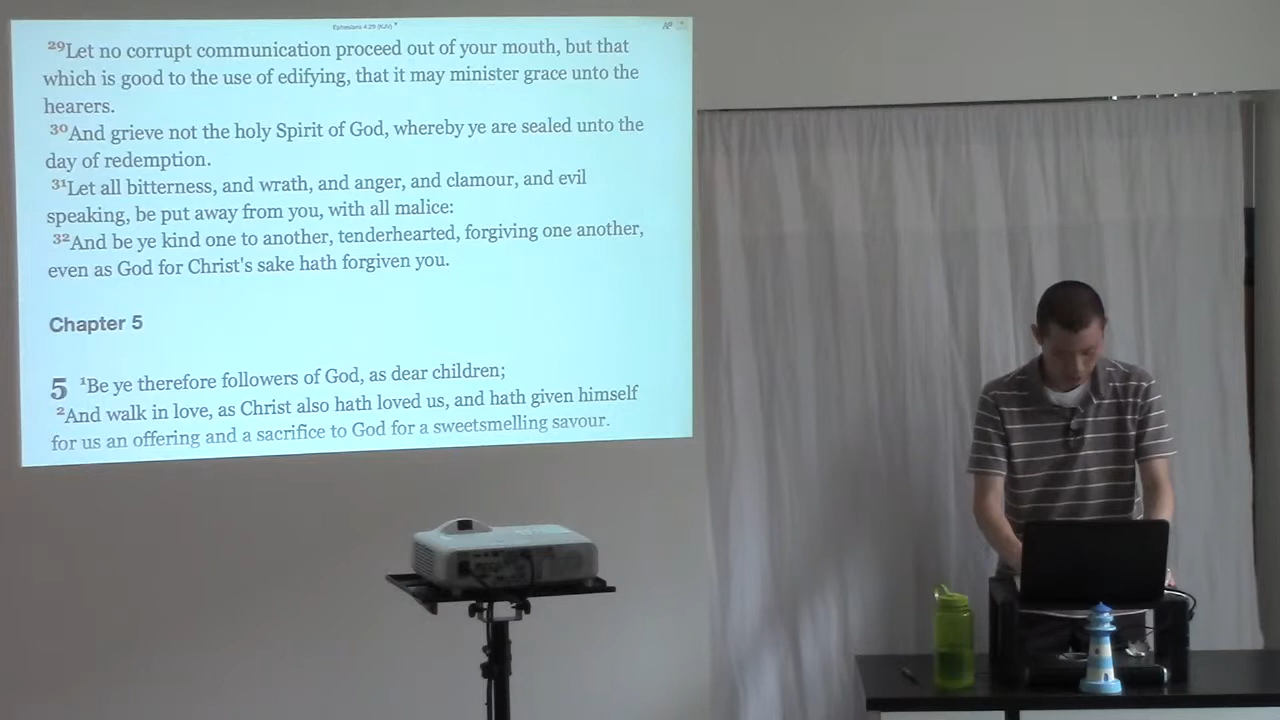 Ephesians 4:29 (KJV)
29Let no corrupt communication proceed out of your mouth, but that
which is good to the use of edifying, that it may minister grace unto the
hearers.
30And grieve not the holy Spirit of God, whereby ye are sealed unto the
day of redemption.
31Let all bitterness, and wrath, and anger, and clamour, and evil
speaking, be put away from you, with all malice:
32And be ye kind one to another, tenderhearted, forgiving one another,
even as God for Christ's sake hath forgiven you.
Chapter 5
5 1Be ye therefore followers of God, as dear children;
2And walk in love, as Christ also hath loved us, and hath given himself
for us an offering and a sacrifice to God for a sweetsmelling savour.